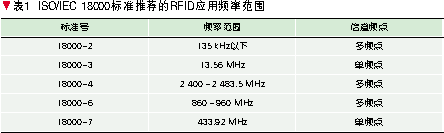 ▼表1 ISO/IEC 18000标准推荐的RFID应用频率范围
标准号 频率范围 信道频点
18000-2 135 kHz以下 多频点
18000-3 13.56 MHz 单频点
18000-4 2 400~2 483.5 MHz 多频点
18000-6 860~960 MHz 多频点
18000-7 433.92 MHz 单频点